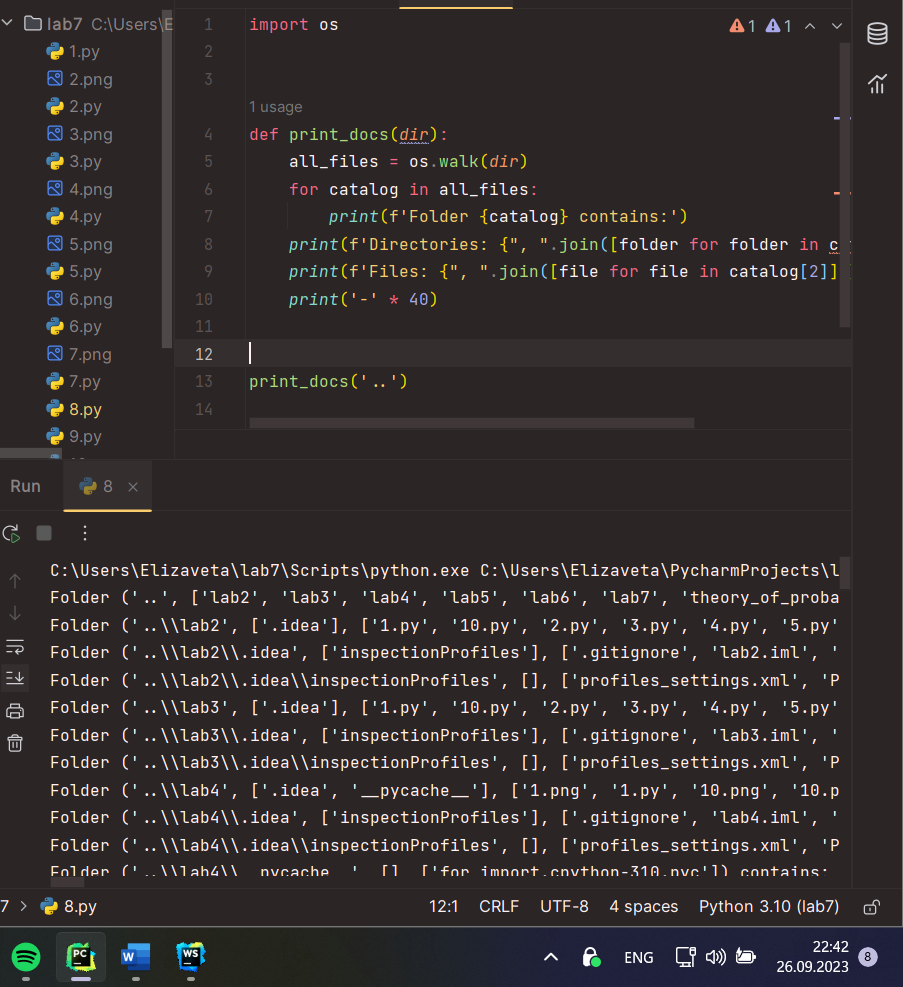 lab7 C:\Users\E
1.py
2.png
2.py
3.png
3.py
4.png
4.py
5.png
5.py
6.png
6.py
7.png
7.py
8.py
9.py
1 import os
1 1
2
3
1 usage
4 def print_docs(dir):
5 all_files = os.walk(dir)
6 for catalog in all_files:
7 print(f'Folder {catalog} contains:')
8 print(f'Directories: {", ".join([folder for folder in c
9 print(f'Files: {", ".join([file for file in catalog[2]]
10 print('-' * 40)
11
12
13 print_docs('..')
14
Run 8
C:\Users\Elizaveta\lab7\Scripts\python.exe C:\Users\Elizaveta\PycharmProjects\l
Folder ('..', ['lab2', 'lab3', 'lab4', 'lab5', 'lab6', 'lab7', 'theory_of_proba
Folder ('..\\lab2', ['.idea'], ['1.py', '10.py', '2.py', '3.py', '4.py', '5.py'
Folder ('..\\lab2\\.idea', ['inspectionProfiles'], ['.gitignore', 'lab2.iml', '
Folder ('..\\lab2\\.idea\\inspectionProfiles', [], ['profiles_settings.xml', 'P
Folder ('..\\lab3', ['.idea'], ['1.py', '10.py', '2.py', '3.py', '4.py', '5.py'
Folder ('..\\lab3\\.idea', ['inspectionProfiles'], ['.gitignore', 'lab3.iml', '
Folder ('..\\lab3\\.idea\\inspectionProfiles', [], ['profiles_settings.xml', 'P
Folder ('..\\lab4', ['.idea', '__pycache__'], ['1.png', '1.py', '10.png', '10.p
Folder ('..\\lab4\\.idea', ['inspectionProfiles'], ['.gitignore', 'lab4.iml', '
Folder ('..\\lab4\\.idea\\inspectionProfiles', [], ['profiles_settings.xml', 'P
Folder ('..\\lab4\\__pycache__', [], ['for_import.cpython-310.pyc']) contains:
7 > 8.py 12:1 CRLF UTF-8 4 spaces Python 3.10 (lab7)
PC W WS ENG 22:42
26.09.2023 8